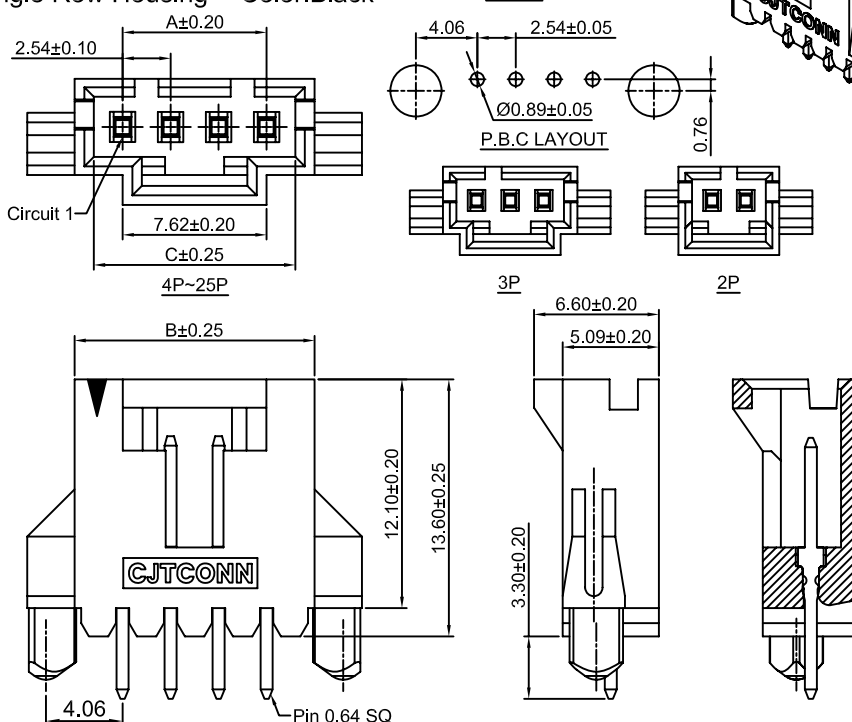 Single Row Housing Color:Black
A±0.20
2.54±0.10
4.06
2.54±0.05
Ø0.89±0.05
P.B.C LAYOUT
0.76
CJTCONN
Circuit 1
7.62±0.20
C±0.25
4P~25P
3P
2P
B±0.25
6.60±0.20
5.09±0.20
12.10±0.20
13.60±0.25
3.30±0.20
CJTCONN
4.06
Pin 0.64 SQ